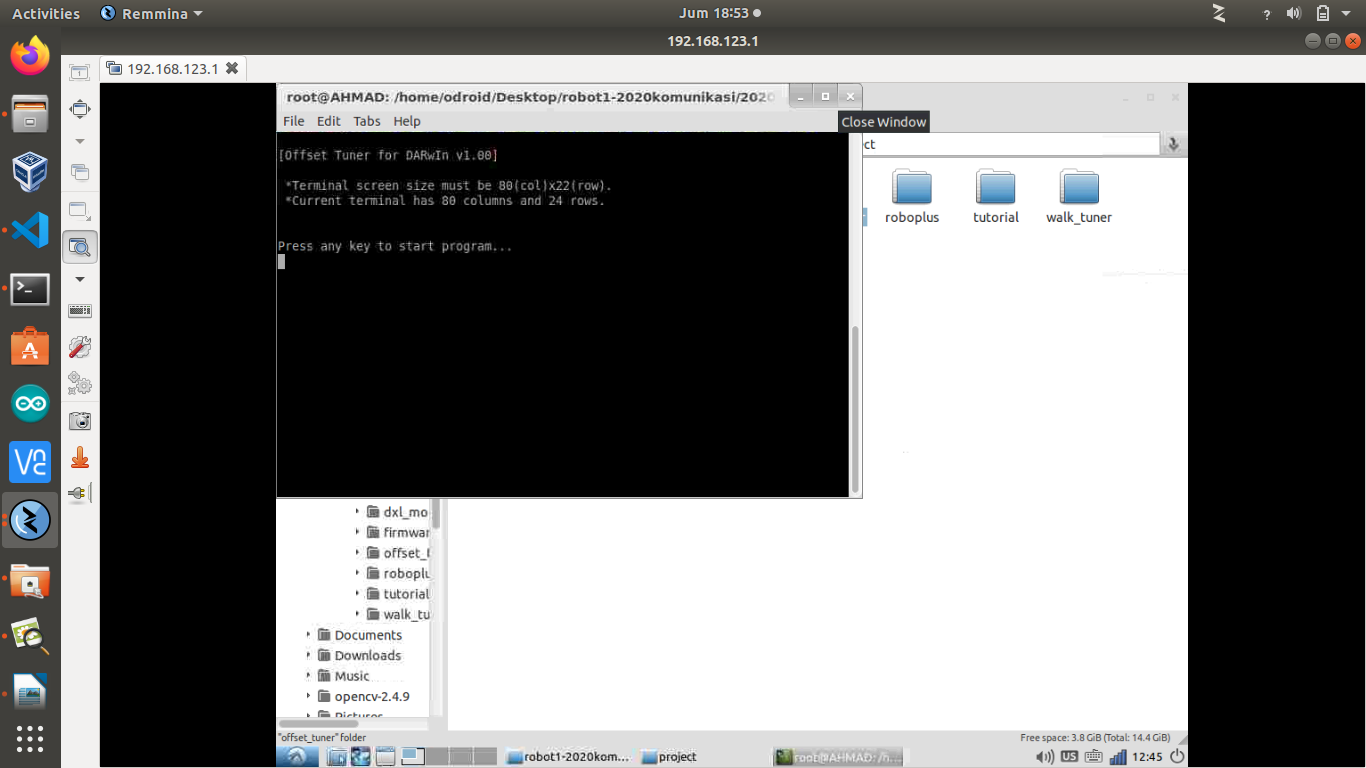 Activities
Remmina
Jum 18:53
192.168.123.1
192.168.123.1
root@AHMAD: /home/odroid/Desktop/robot1-2020komunikasi/2020
File Edit Tabs Help
Close Window
[Offset Tuner for DARwIn v1.00]
*Terminal screen size must be 80(col)x22(row).
*Current terminal has 80 columns and 24 rows.
Press any key to start program...
ct
roboplus
tutorial
walk_tuner
dxl_mo
firmwar
offset_t
roboplu
tutorial
walk_tu
Documents
Downloads
Music
opencv-2.4.9
Pictures
"offset_tuner" folder
Free space: 3.8 GiB (Total: 14.4 GiB)
robot1-2020kom...
project
root@AHMAD: /h...
US
12:45